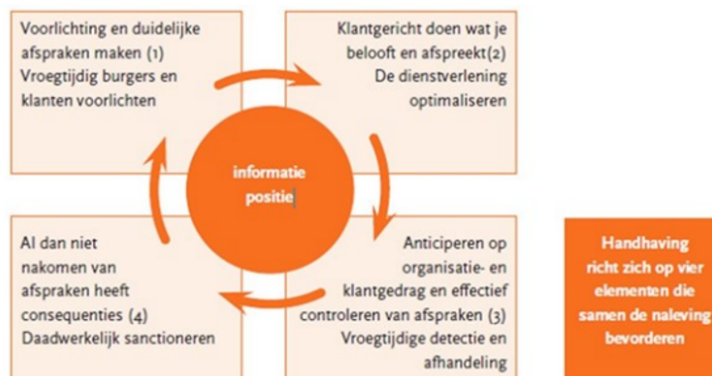 Voorlichting en duidelijke
afspraken maken (1)
Vroegtijdig burgers en
klanten voorlichten
Klantgericht doen wat je
belooft en afspreekt(2)
De dienstverlening
optimaliseren
informatie
positie
Al dan niet
nakomen van
afspraken heeft
consequenties (4)
Daadwerkelijk sanctioneren
Anticiperen op
organisatie- en
klantgedrag en effectief
controleren van afspraken (3)
Vroegtijdige detectie en
afhandeling
Handhaving
richt zich op vier
elementen die
samen de naleving
bevorderen